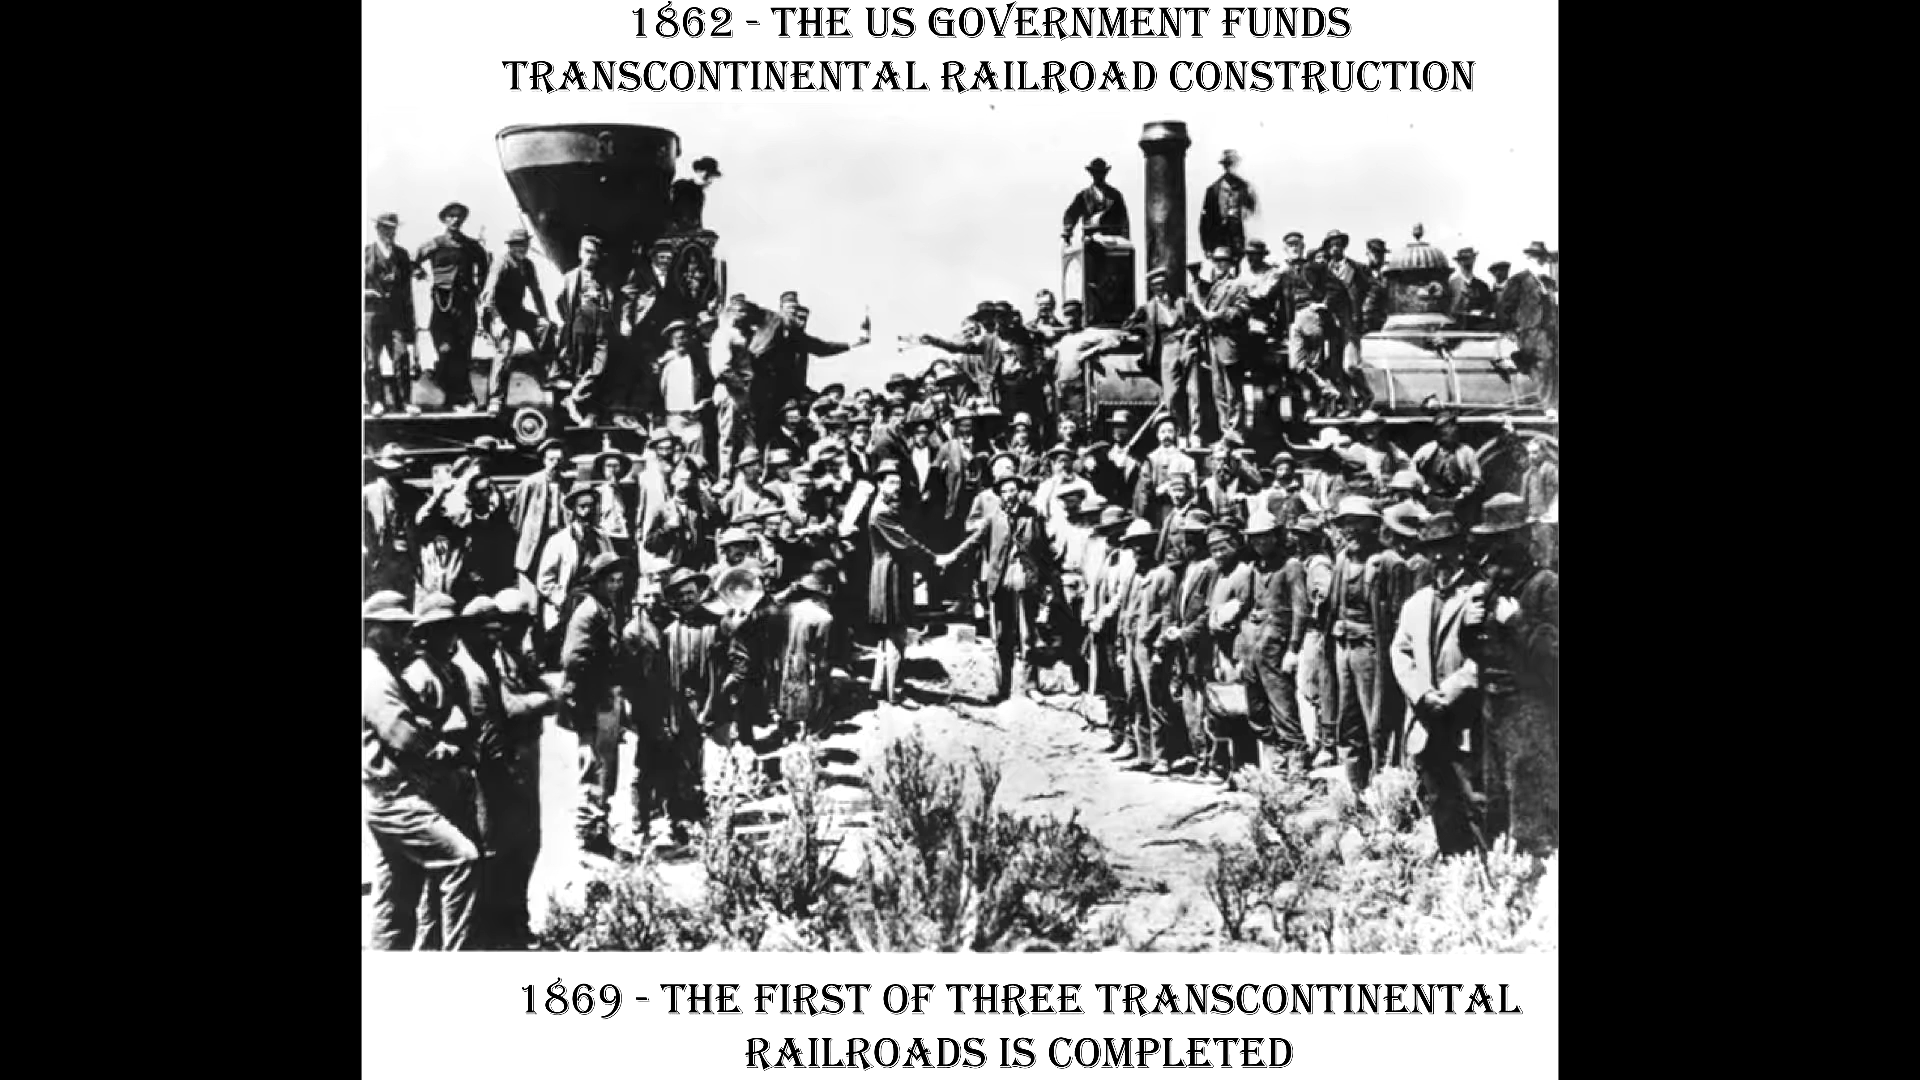 1862 - THE US GOVERNMENT FUNDS
TRANSCONTINENTAL RAILROAD CONSTRUCTION
1869 - THE FIRST OF THREE TRANSCONTINENTAL
RAILROADS IS COMPLETED